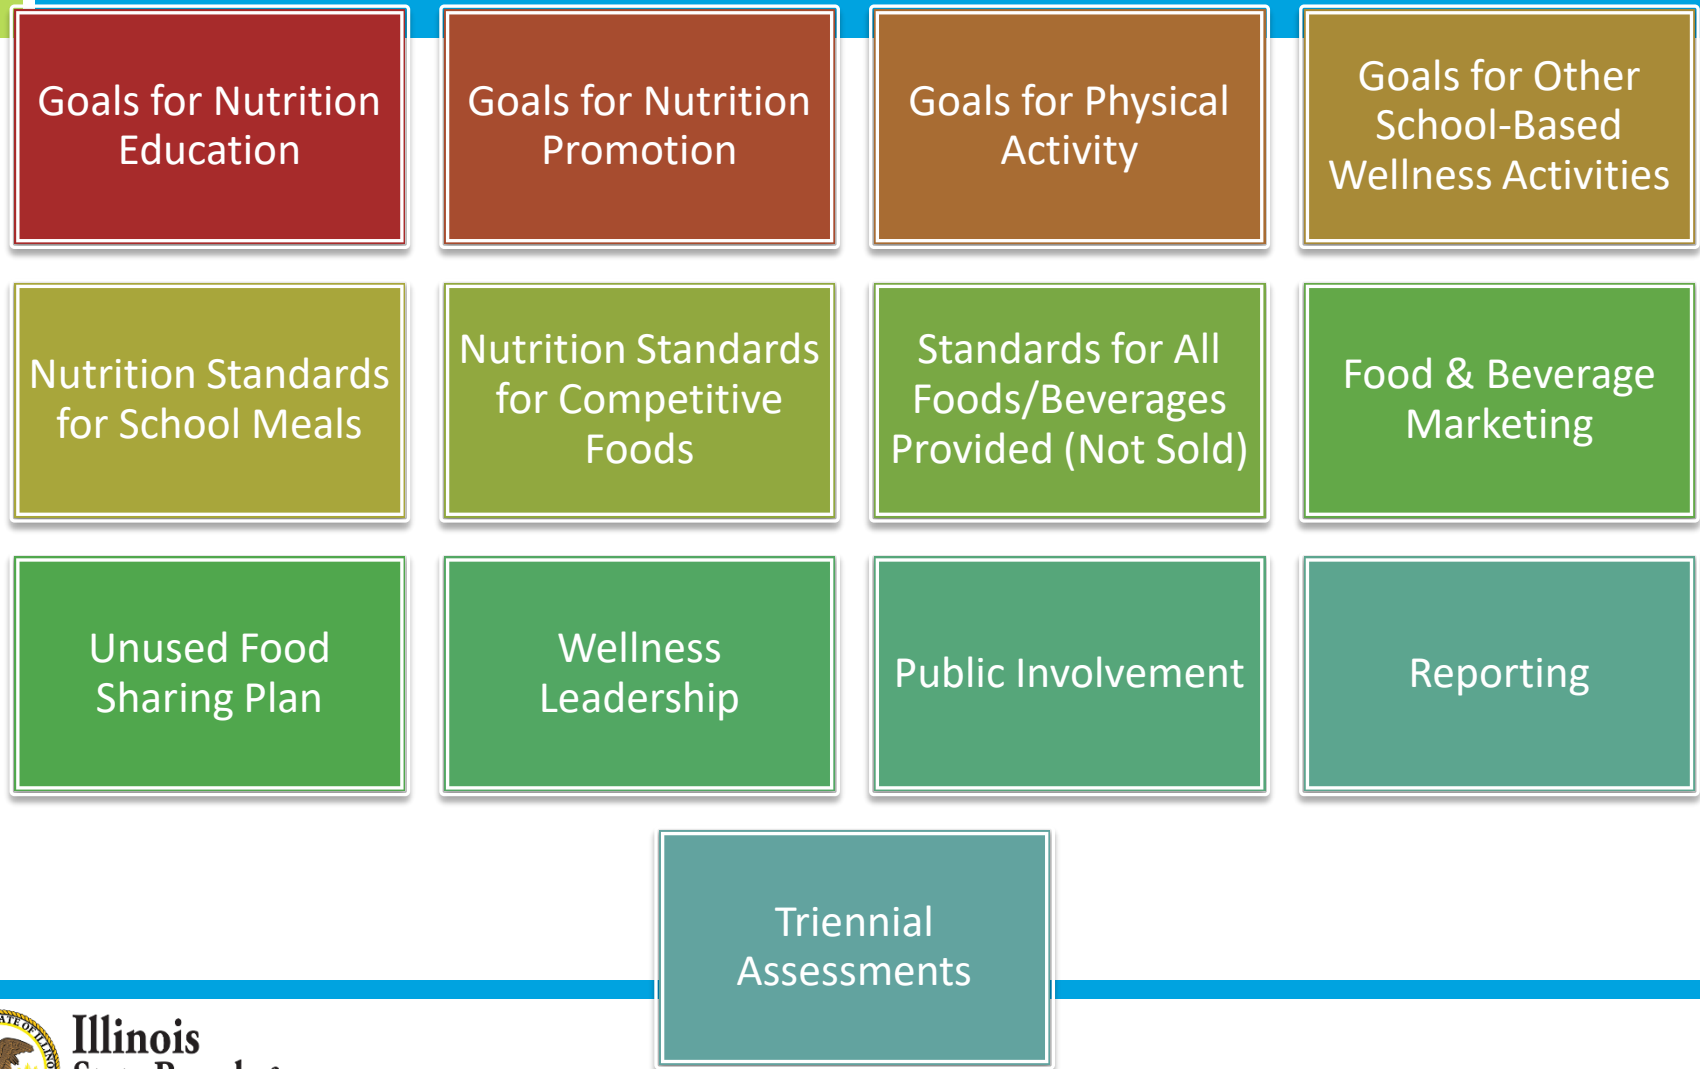 Goals for Nutrition
Education
Goals for Nutrition
Promotion
Goals for Physical
Activity
Goals for Other
School-Based
Wellness Activities
Nutrition Standards
for School Meals
Nutrition Standards
for Competitive
Foods
Standards for All
Foods/Beverages
Provided (Not Sold)
Food & Beverage
Marketing
Unused Food
Sharing Plan
Wellness
Leadership
Public Involvement
Reporting
Triennial
Assessments
Illinois